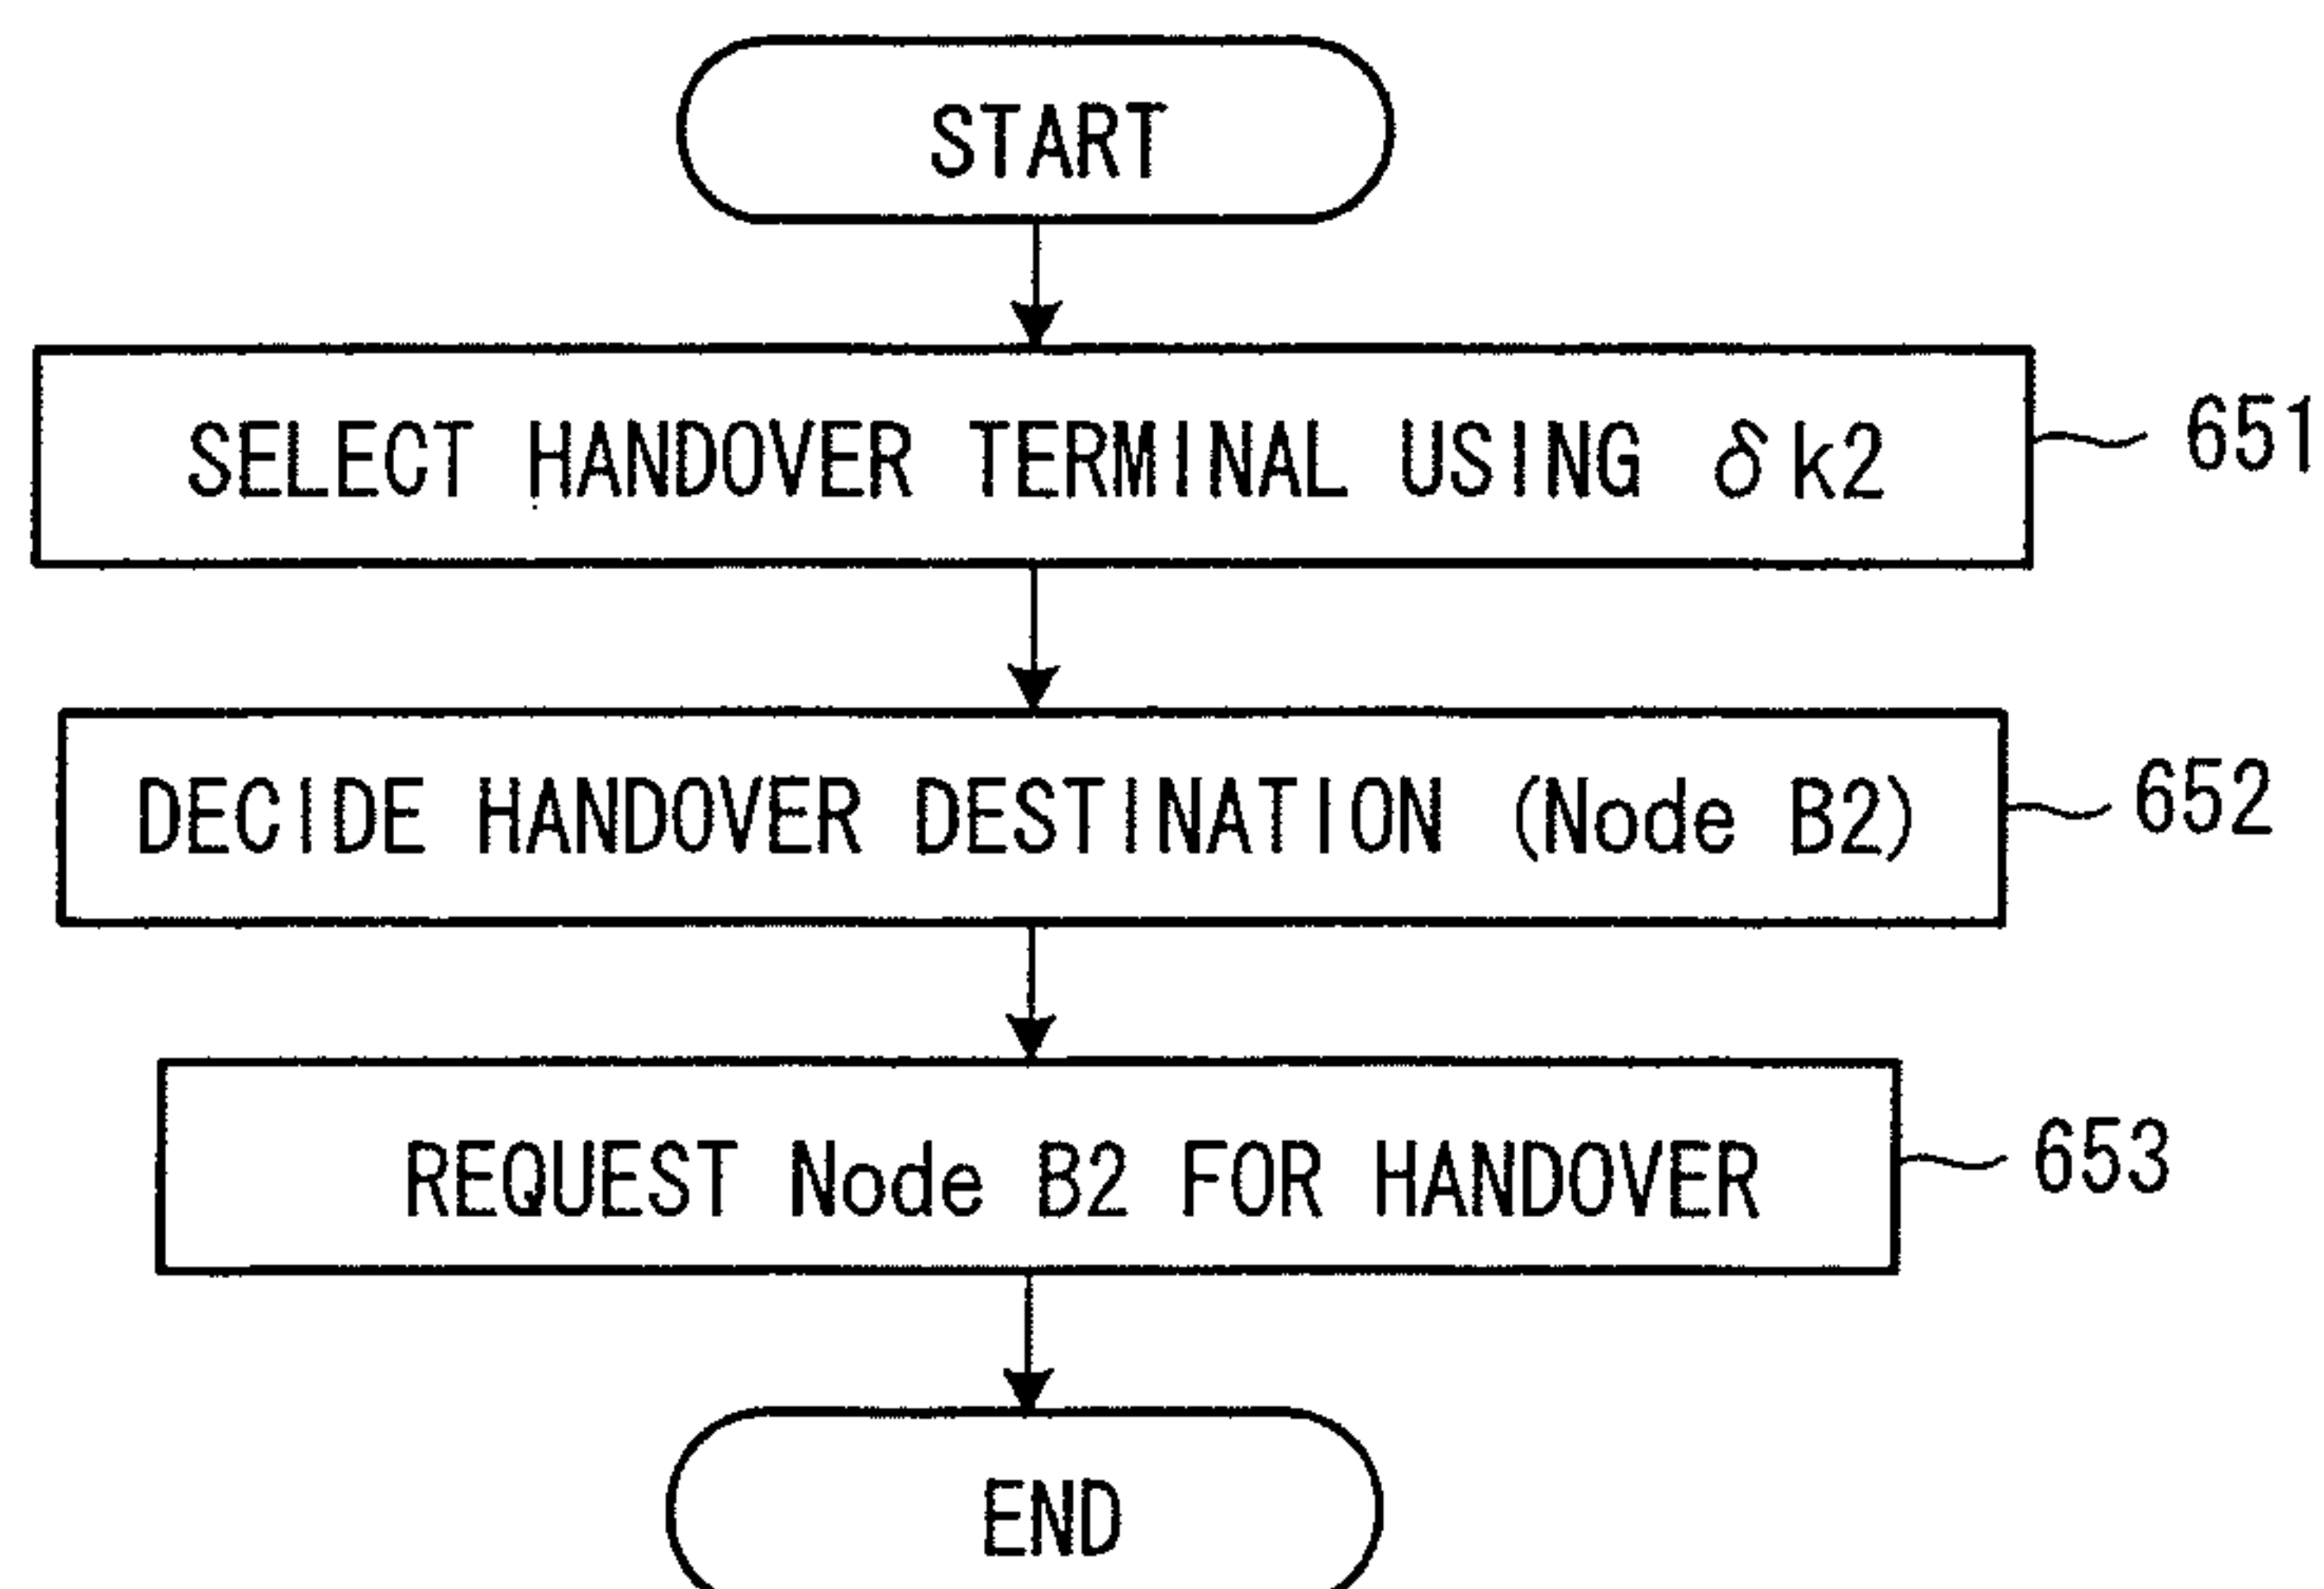 START
SELECT HANDOVER TERMINAL USING δk2
651
DECIDE HANDOVER DESTINATION (Node B2)
652
REQUEST Node B2 FOR HANDOVER
653
END